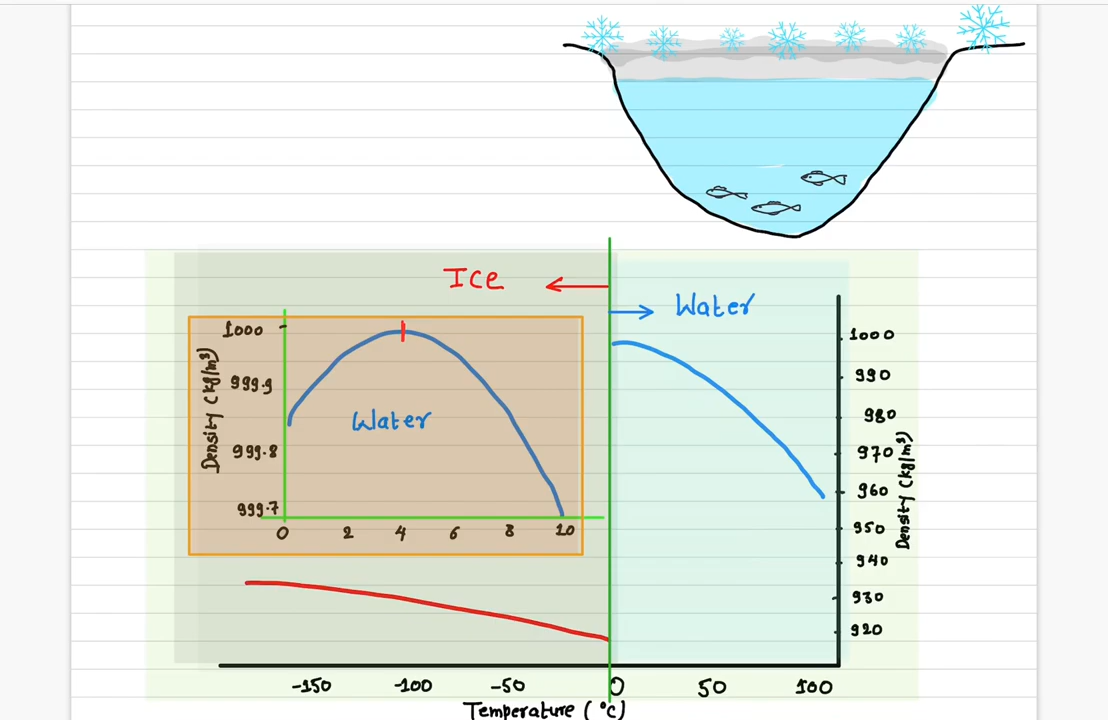 Ice
Water
1000
999.9
999.8
999.7
Density (kg/m³)
Water
0 2 4 6 8 10
1000
990
980
970
960
950
940
930
920
Density (kg/m³)
-150 -100 -50 0 50 100
Temperature (°C)